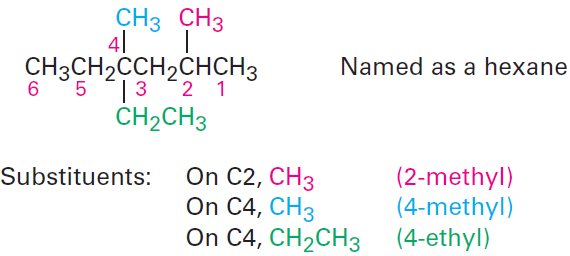 CH₃ CH₃
4
CH₃CH₂CCH₂CHCH₃ Named as a hexane
6 5 3 2 1
CH₂CH₃
Substituents: On C2, CH₃ (2-methyl)
On C4, CH₃ (4-methyl)
On C4, CH₂CH₃ (4-ethyl)